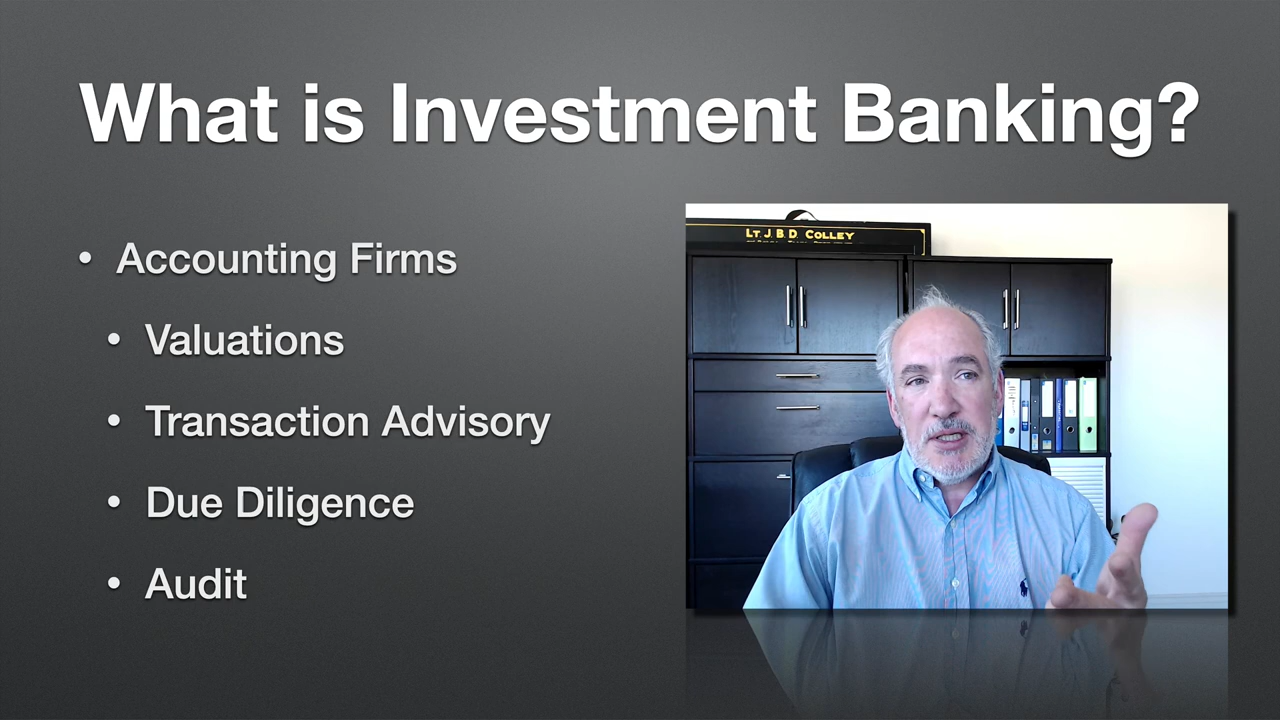 What is Investment Banking?
• Accounting Firms
• Valuations
• Transaction Advisory
• Due Diligence
• Audit
LT. J. B. D. COLLEY